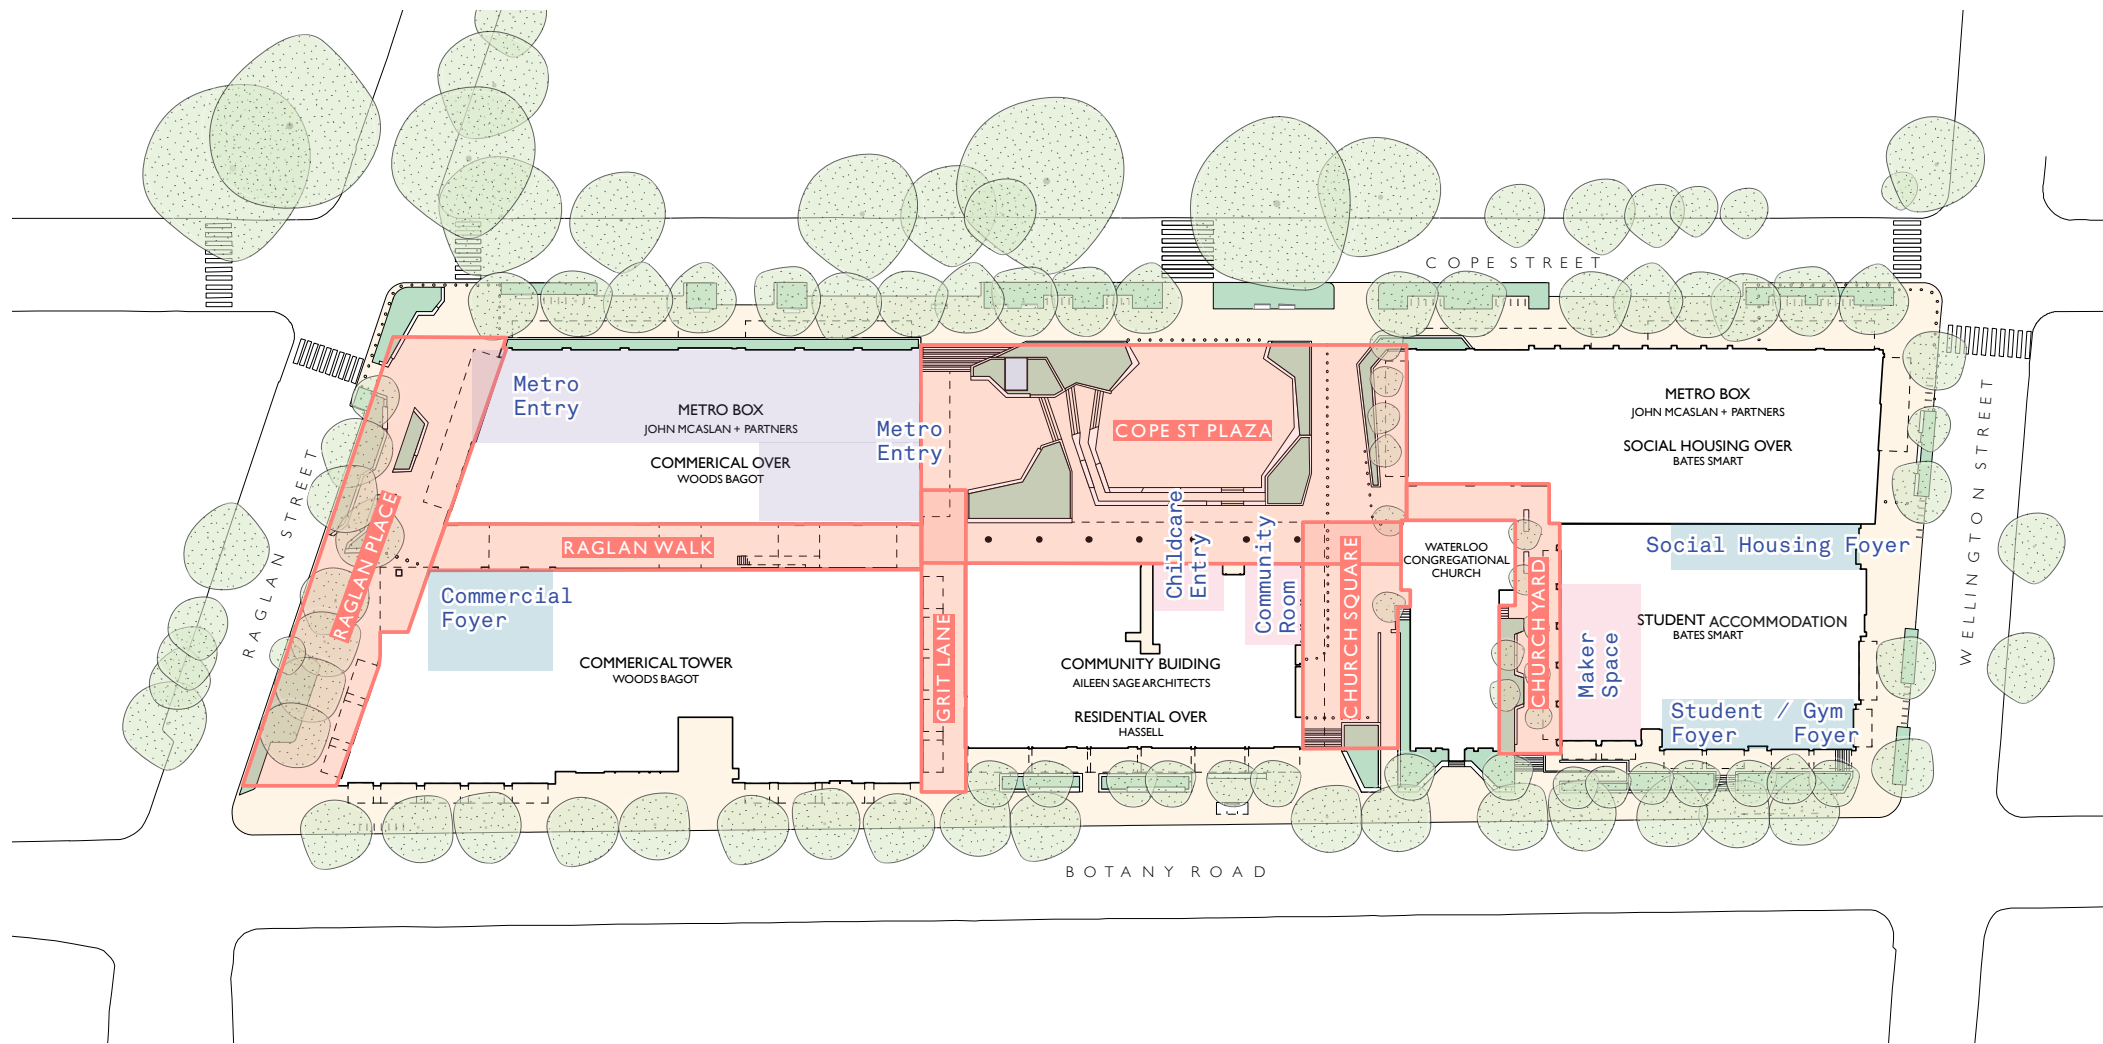 COPE STREET
Metro
Entry
METRO BOX
JOHN MCASLAN + PARTNERS
COMMERICAL OVER
WOODS BAGOT
Metro
Entry
COPE ST PLAZA
METRO BOX
JOHN MCASLAN + PARTNERS
SOCIAL HOUSING OVER
BATES SMART
RAGLAN STREET
RAGLAN PLACE
RAGLAN WALK
Childcare
Entry
Community
Room
CHURCH SQUARE
WATERLOO
CONGREGATIONAL
CHURCH
CHURCH YARD
Social Housing Foyer
WELLINGTON STREET
Commercial
Foyer
COMMERICAL TOWER
WOODS BAGOT
GRIT LANE
COMMUNITY BUIDING
AILEEN SAGE ARCHITECTS
RESIDENTIAL OVER
HASSELL
Maker
Space
STUDENT ACCOMMODATION
BATES SMART
Student / Gym
Foyer Foyer
BOTANY ROAD